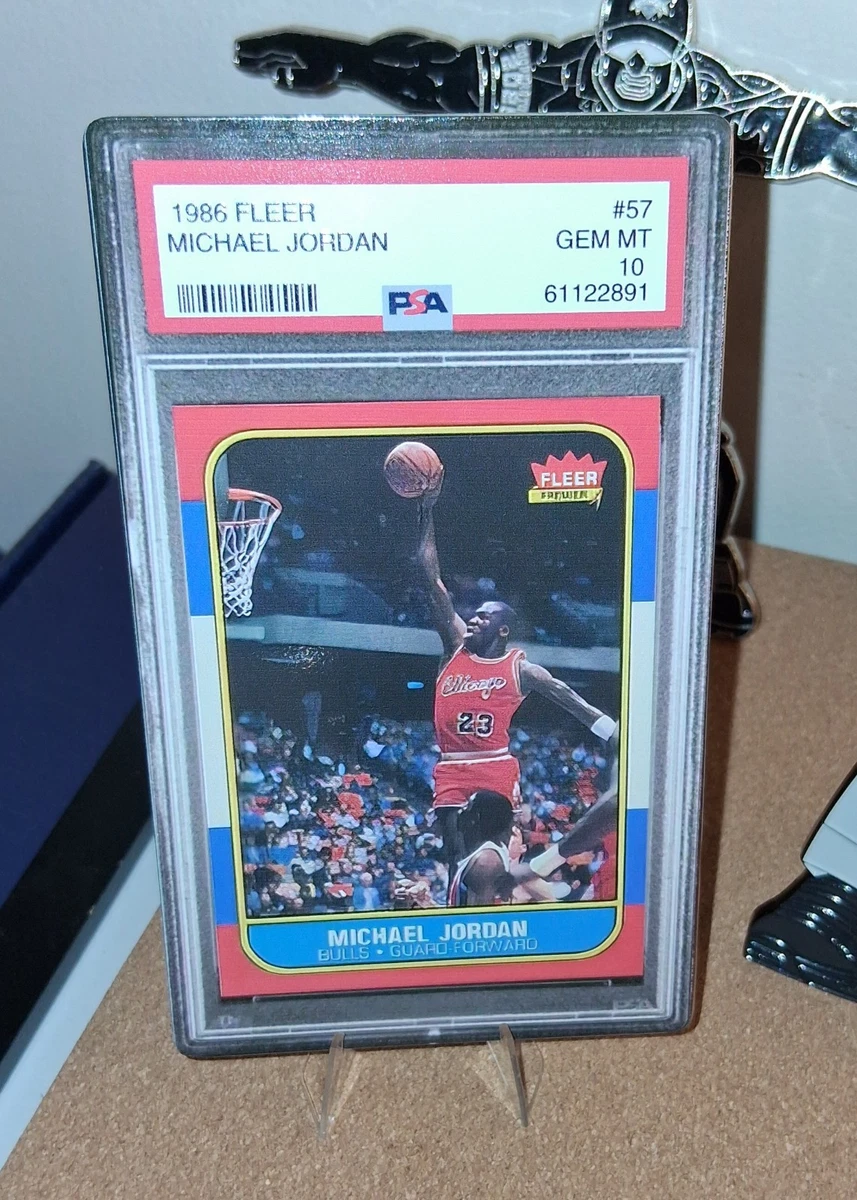 1986 FLEER
#57
MICHAEL JORDAN
GEM MT
10
PSA
61122891
FLEER
PREMIER
Chicago
23
MICHAEL JORDAN
BULLS • GUARD-FORWARD
PSA